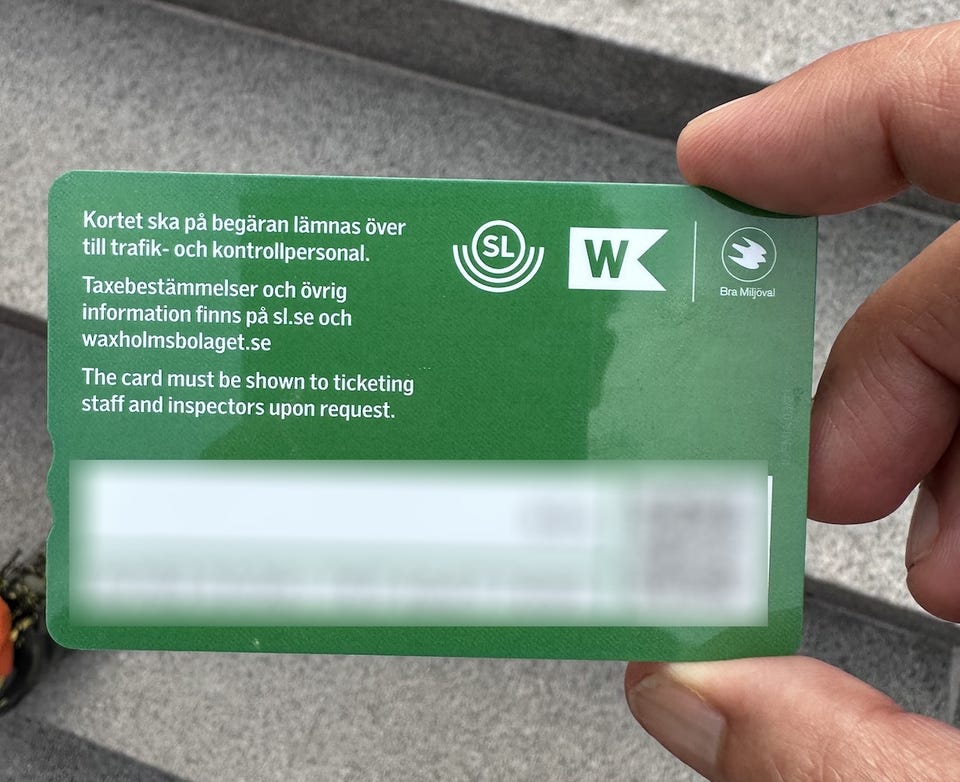 Kortet ska på begäran lämnas över
till trafik- och kontrollpersonal.
Taxebestämmelser och övrig
information finns på sl.se och
waxholmsbolaget.se
The card must be shown to ticketing
staff and inspectors upon request.
SL
W
Bra Miljöval